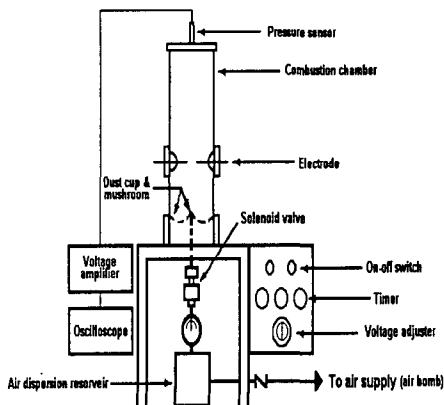 Pressure sensor
Combustion chamber
Electrode
Dust cup &
mushroom
Solenoid valve
Voltage
amplifier
On-off switch
Timer
Oscilloscope
Voltage adjuster
Air dispersion reserveir
To air supply (air bomb)